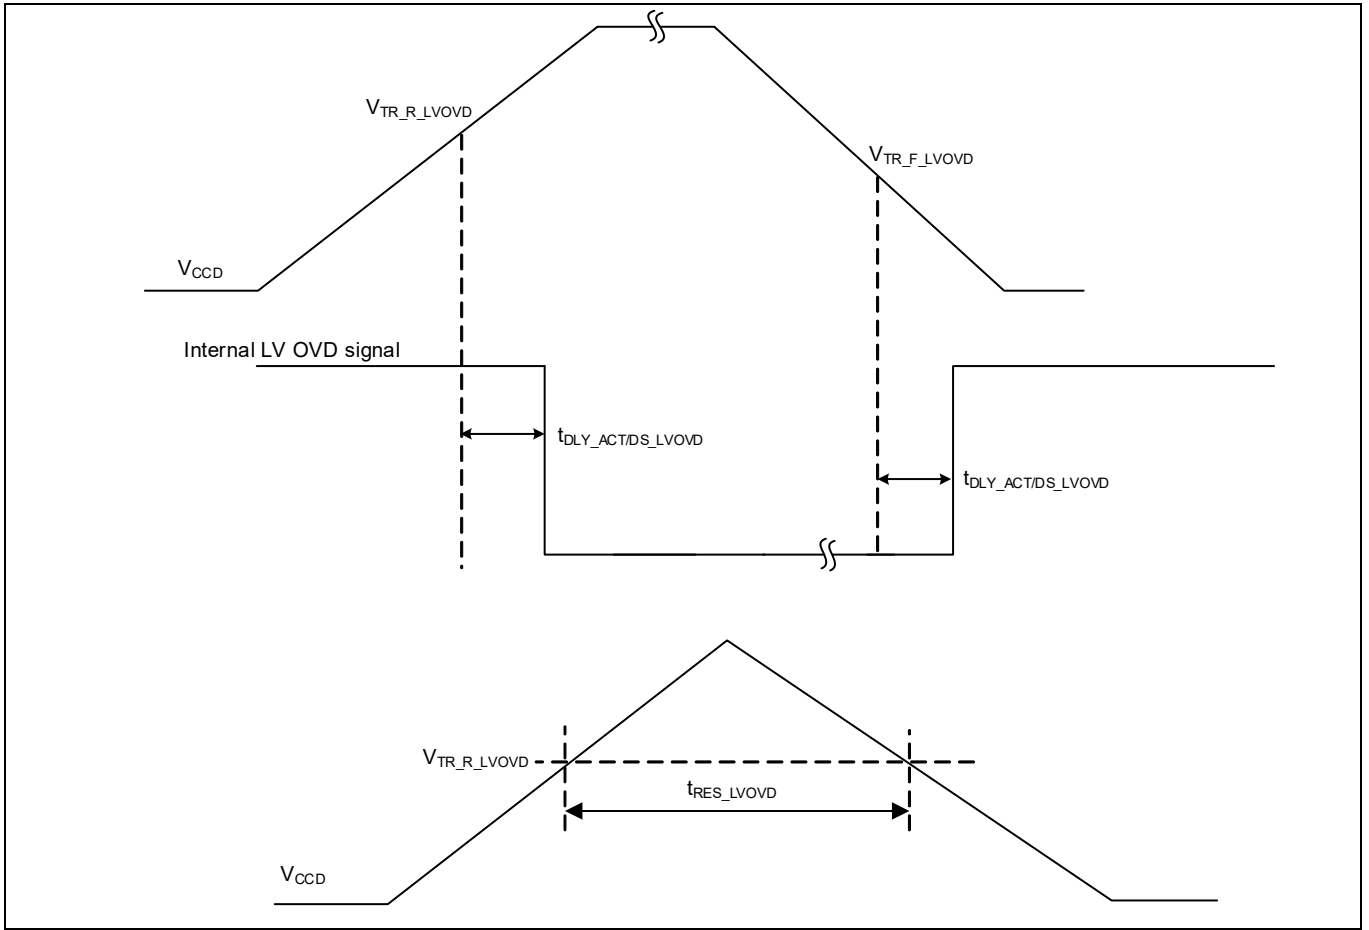 VTR_R_LVOVD
VTR_F_LVOVD
VCCD
Internal LV OVD signal
tDLY_ACT/DS_LVOVD
tDLY_ACT/DS_LVOVD
VTR_R_LVOVD
tRES_LVOVD
VCCD